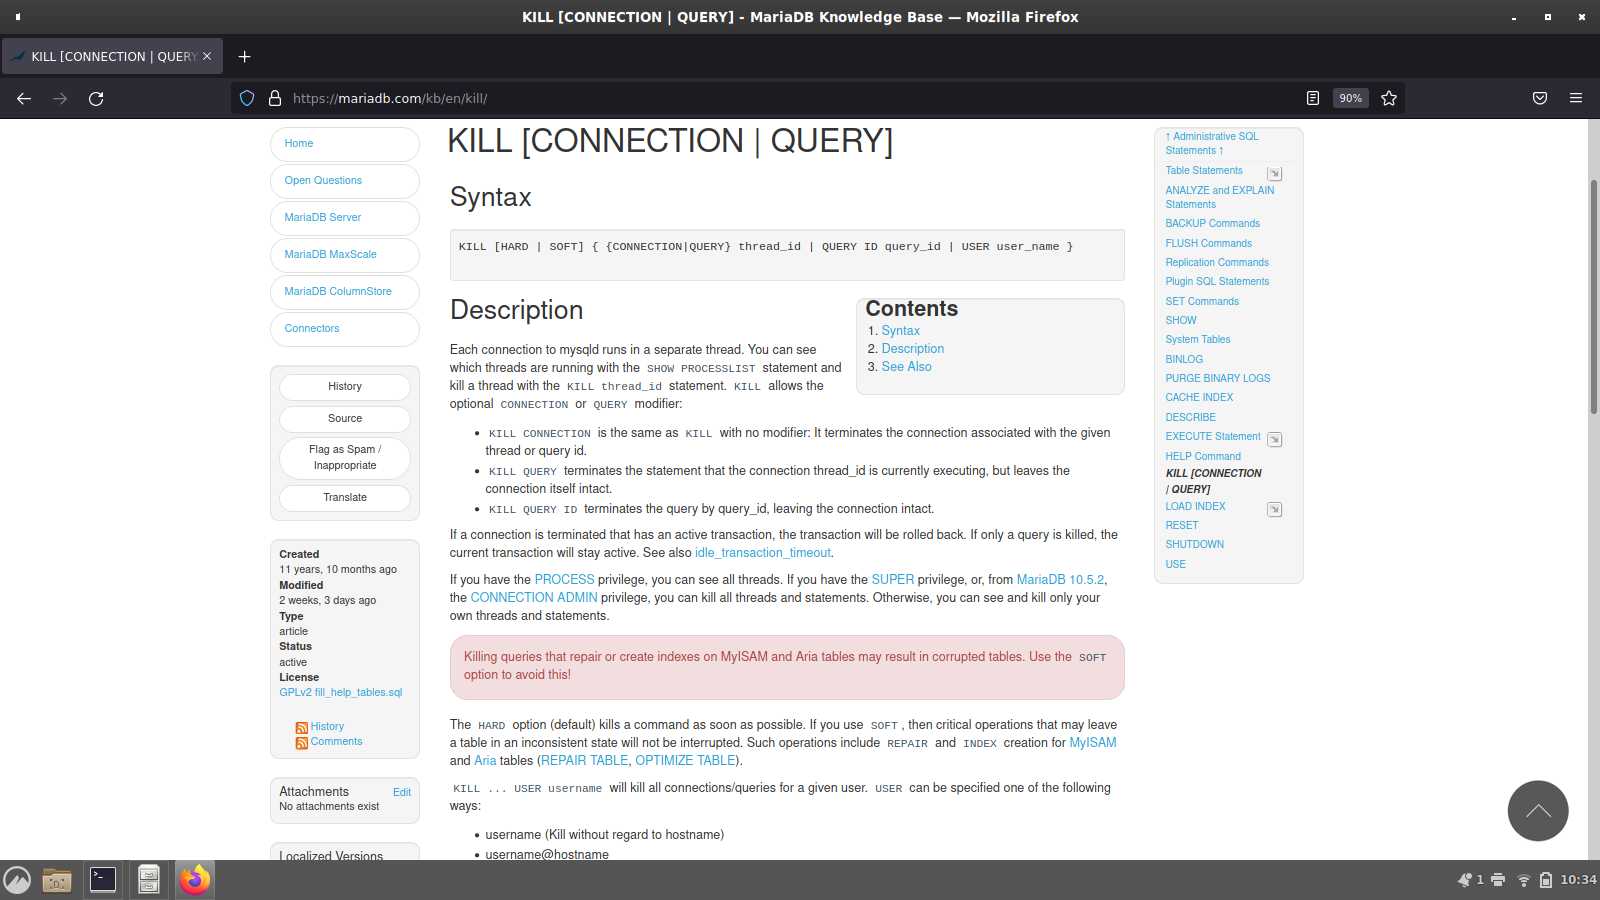 KILL [CONNECTION | QUERY] - MariaDB Knowledge Base — Mozilla Firefox
KILL [CONNECTION | QUERY
https://mariadb.com/kb/en/kill/
90%
Home
Open Questions
MariaDB Server
MariaDB MaxScale
MariaDB ColumnStore
Connectors
History
Source
Flag as Spam /
Inappropriate
Translate
Created
11 years, 10 months ago
Modified
2 weeks, 3 days ago
Type
article
Status
active
License
GPLv2 fill_help_tables.sql
History
Comments
Attachments
Edit
No attachments exist
Localized Versions
KILL [CONNECTION | QUERY]
Syntax
KILL [HARD | SOFT] { {CONNECTION|QUERY} thread_id | QUERY ID query_id | USER user_name }
Description
Contents
1. Syntax
2. Description
3. See Also
Each connection to mysqld runs in a separate thread. You can see
which threads are running with the SHOW PROCESSLIST statement and
kill a thread with the KILL thread_id statement. KILL allows the
optional CONNECTION or QUERY modifier:
• KILL CONNECTION is the same as KILL with no modifier: It terminates the connection associated with the given
thread or query id.
• KILL QUERY terminates the statement that the connection thread_id is currently executing, but leaves the
connection itself intact.
• KILL QUERY ID terminates the query by query_id, leaving the connection intact.
If a connection is terminated that has an active transaction, the transaction will be rolled back. If only a query is killed, the
current transaction will stay active. See also idle_transaction_timeout.
If you have the PROCESS privilege, you can see all threads. If you have the SUPER privilege, or, from MariaDB 10.5.2,
the CONNECTION ADMIN privilege, you can kill all threads and statements. Otherwise, you can see and kill only your
own threads and statements.
Killing queries that repair or create indexes on MyISAM and Aria tables may result in corrupted tables. Use the SOFT
option to avoid this!
The HARD option (default) kills a command as soon as possible. If you use SOFT , then critical operations that may leave
a table in an inconsistent state will not be interrupted. Such operations include REPAIR and INDEX creation for MyISAM
and Aria tables (REPAIR TABLE, OPTIMIZE TABLE).
KILL ... USER username will kill all connections/queries for a given user. USER can be specified one of the following
ways:
• username (Kill without regard to hostname)
• username@hostname
↑ Administrative SQL
Statements ↑
Table Statements
ANALYZE and EXPLAIN
Statements
BACKUP Commands
FLUSH Commands
Replication Commands
Plugin SQL Statements
SET Commands
SHOW
System Tables
BINLOG
PURGE BINARY LOGS
CACHE INDEX
DESCRIBE
EXECUTE Statement
HELP Command
KILL [CONNECTION
| QUERY]
LOAD INDEX
RESET
SHUTDOWN
USE
1
10:34